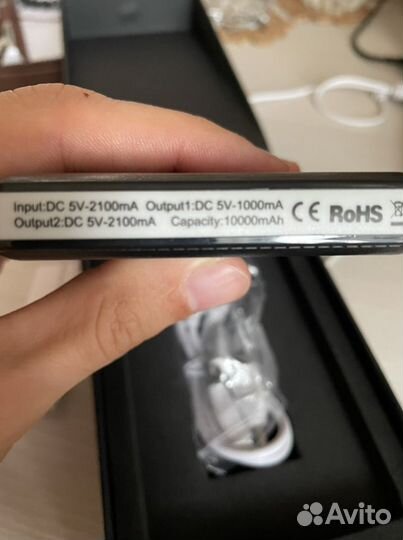 Input:DC 5V-2100mA Output1:DC 5V-1000mA
Output2:DC 5V-2100mA Capacity:10000mAh
CE RoHS
Avito